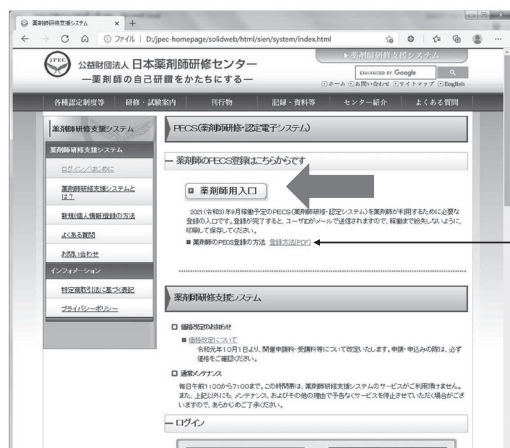 薬剤師研修支援システム
ファイル | D:/jpec-homepage/solidweb/html/sien/system/index.html
JPEC
公益財団法人 日本薬剤師研修センター
―薬剤師の自己研鑽をかたちにする―
▶ 薬剤師研修支援システム
ENHANCED BY Google
ホーム お問い合わせ サイトマップ English
各種認定制度等 研修・試験案内 刊行物 記録・資料等 センター紹介 よくある質問
薬剤師研修支援システム
薬剤師研修支援システム
ログイン/はじめに
薬剤師研修支援システムとは?
新規(個人情報)登録の方法
よくある質問
お問い合わせ
インフォメーション
特定商取引法に基づく表記
プライバシーポリシー
PECS(薬剤師研修・認定電子システム)
薬剤師のPECS登録はこちらからです
薬剤師用入口
2021(令和3)年9月稼働予定のPECS(薬剤師研修・認定システム)を薬剤師が利用するために必要な
登録の入口です。登録が完了すると、ユーザIDがメールで送信されますので、稼働まで紛失しないように、
印刷して保存してください。
■ 薬剤師のPECS登録の方法 登録方法(PDF)
薬剤師研修支援システム
価格改定のお知らせ
■ 価格改定について
令和元年10月1日より、開催申請料・受講料等について改定いたします。申請・申込みの際は、必ず
価格をご確認ください。
通常メンテナンス
毎日午前1:00から7:00まで。この時間帯は、薬剤師研修支援システムのサービスがご利用頂けません。
また、上記以外にも、メンテナンス、およびその他の理由で予告なくサービスを停止させていただく場合がござ
いますので、あらかじめご了承ください。
ログイン